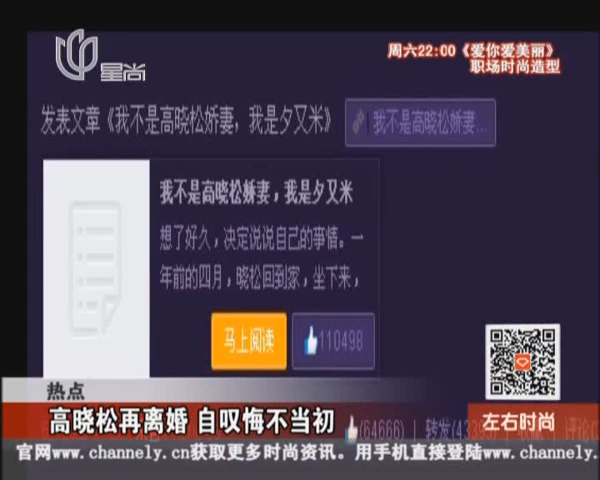 星尚
周六22:00《爱你爱美丽》
职场时尚造型
发表文章《我不是高晓松娇妻，我是夕又米》
我不是高晓松娇妻...
我不是高晓松娇妻，我是夕又米
想了好久，决定说说自己的事情。一
年前的四月，晓松回到家，坐下来，
马上阅读
110498
热点
高晓松再离婚 自叹悔不当初
(64666) | 转发
左右时尚
官网www.channely.cn获取更多时尚资讯。用手机直接登陆www.channely.